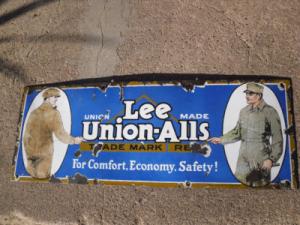 Lee
UNION MADE
Union-Alls
TRADE MARK REG.
For Comfort. Economy. Safety!